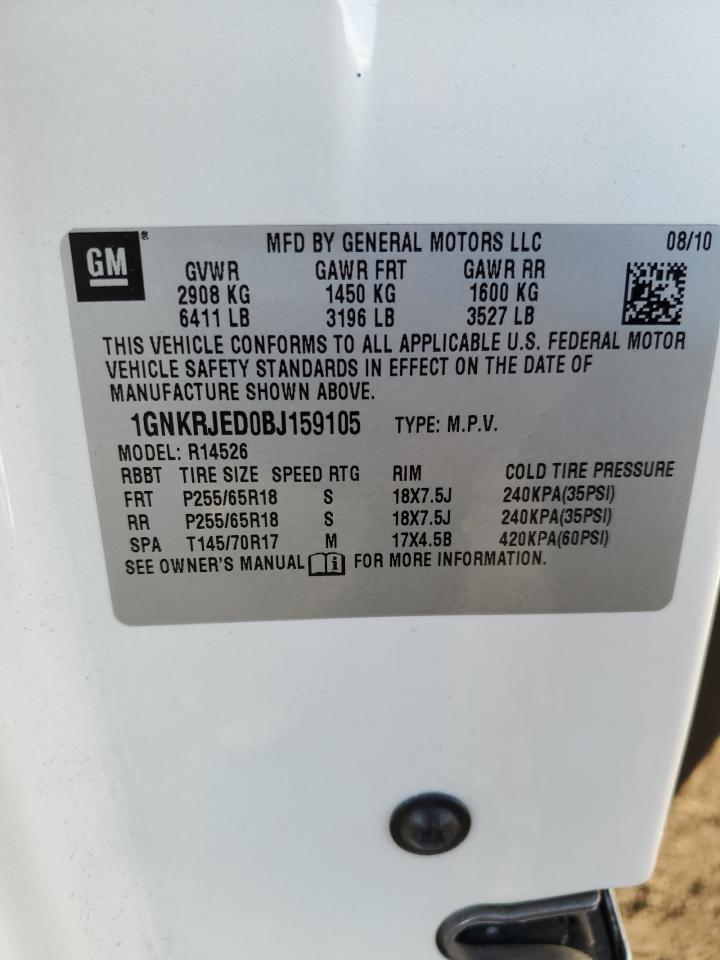 GM® MFD BY GENERAL MOTORS LLC 08/10
GVWR GAWR FRT GAWR RR
2908 KG 1450 KG 1600 KG
6411 LB 3196 LB 3527 LB
THIS VEHICLE CONFORMS TO ALL APPLICABLE U.S. FEDERAL MOTOR
VEHICLE SAFETY STANDARDS IN EFFECT ON THE DATE OF
MANUFACTURE SHOWN ABOVE.
1GNKRJED0BJ159105 TYPE: M.P.V.
MODEL: R14526
RBBT TIRE SIZE SPEED RTG RIM COLD TIRE PRESSURE
FRT P255/65R18 S 18X7.5J 240KPA(35PSI)
RR P255/65R18 S 18X7.5J 240KPA(35PSI)
SPA T145/70R17 M 17X4.5B 420KPA(60PSI)
SEE OWNER'S MANUAL i FOR MORE INFORMATION.